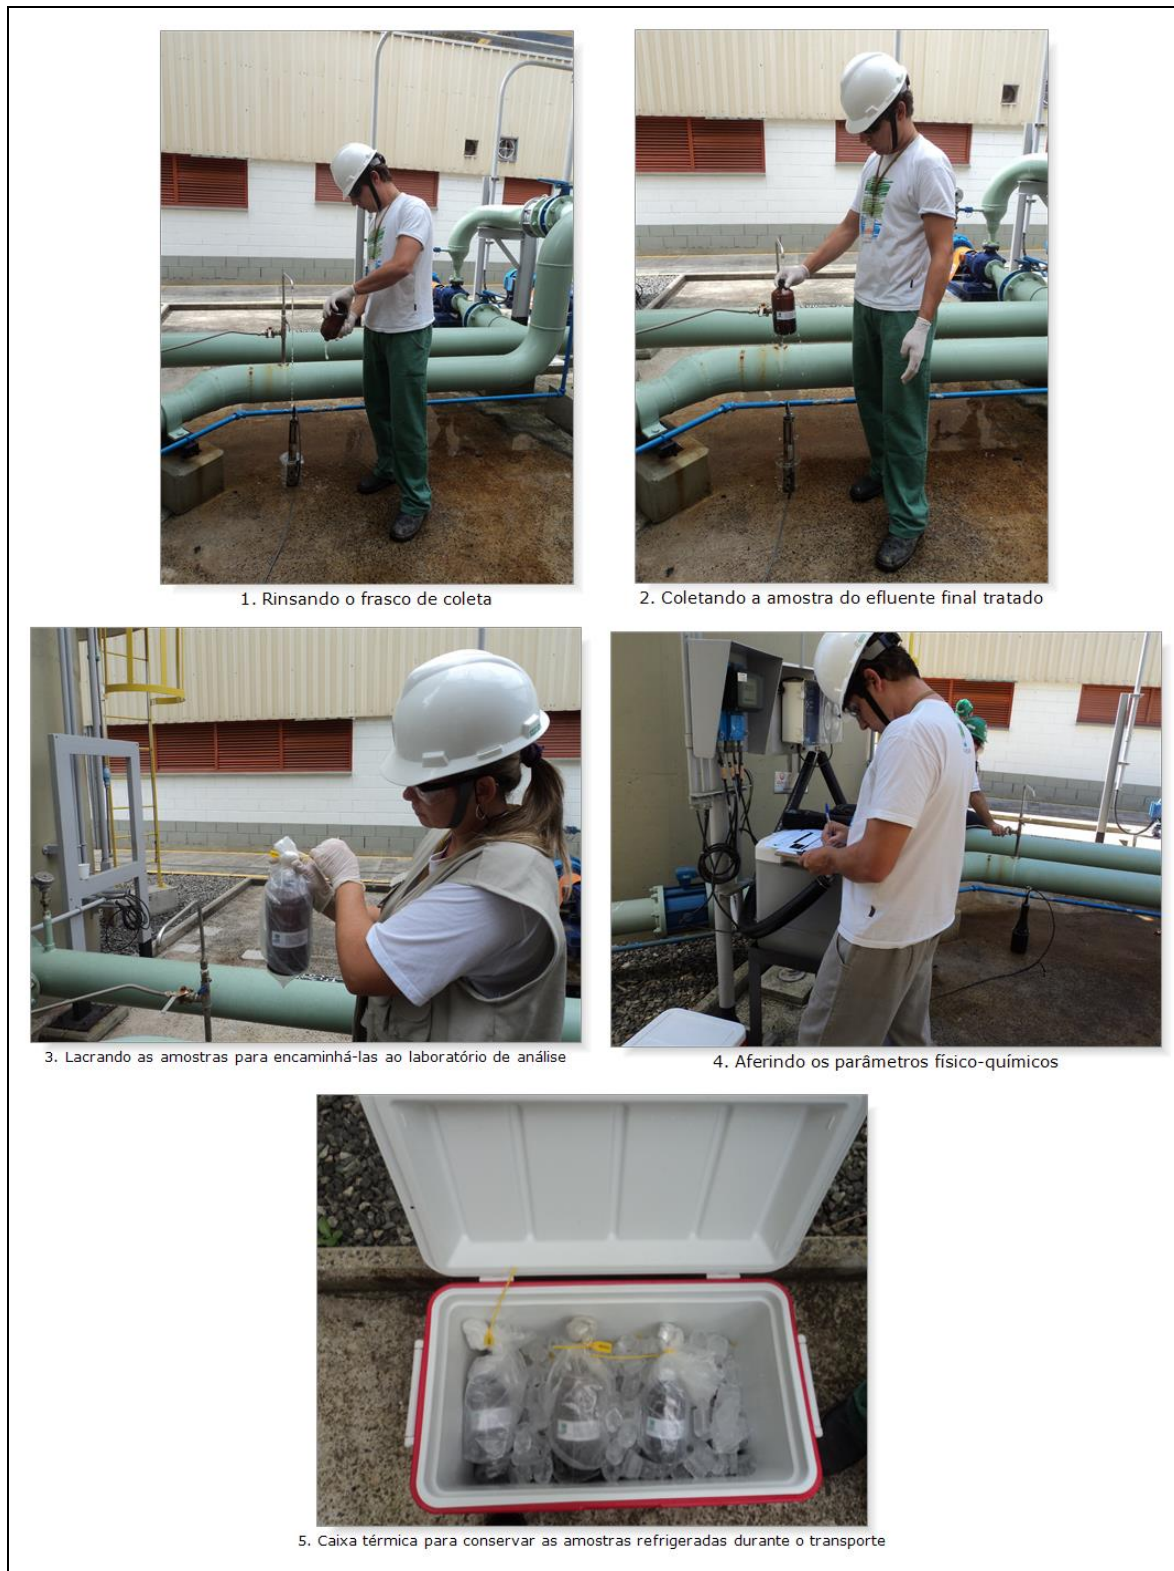 1. Rinsando o frasco de coleta
2. Coletando a amostra do efluente final tratado
3. Lacrando as amostras para encaminhá-las ao laboratório de análise
4. Aferindo os parâmetros físico-químicos
5. Caixa térmica para conservar as amostras refrigeradas durante o transporte